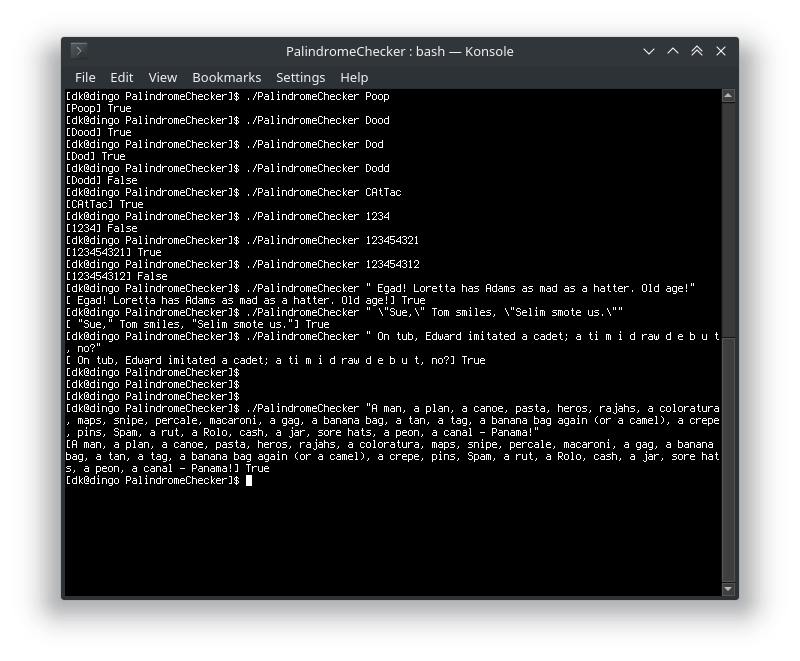 PalindromeChecker : bash — Konsole
File Edit View Bookmarks Settings Help
[dk@dingo PalindromeChecker]$ ./PalindromeChecker Poop
[Poop] True
[dk@dingo PalindromeChecker]$ ./PalindromeChecker Dood
[Dood] True
[dk@dingo PalindromeChecker]$ ./PalindromeChecker Dod
[Dod] True
[dk@dingo PalindromeChecker]$ ./PalindromeChecker Dodd
[Dodd] False
[dk@dingo PalindromeChecker]$ ./PalindromeChecker CAtTac
[CAtTac] True
[dk@dingo PalindromeChecker]$ ./PalindromeChecker 1234
[1234] False
[dk@dingo PalindromeChecker]$ ./PalindromeChecker 123454321
[123454321] True
[dk@dingo PalindromeChecker]$ ./PalindromeChecker 123454312
[123454312] False
[dk@dingo PalindromeChecker]$ ./PalindromeChecker " Egad! Loretta has Adams as mad as a hatter. Old age!"
[ Egad! Loretta has Adams as mad as a hatter. Old age!] True
[dk@dingo PalindromeChecker]$ ./PalindromeChecker " \"Sue,\" Tom smiles, \"Selim smote us.\""
[ "Sue," Tom smiles, "Selim smote us."] True
[dk@dingo PalindromeChecker]$ ./PalindromeChecker " On tub, Edward imitated a cadet; a ti m i d raw d e b u t
, no?"
[ On tub, Edward imitated a cadet; a ti m i d raw d e b u t, no?] True
[dk@dingo PalindromeChecker]$
[dk@dingo PalindromeChecker]$
[dk@dingo PalindromeChecker]$
[dk@dingo PalindromeChecker]$ ./PalindromeChecker "A man, a plan, a canoe, pasta, heros, rajahs, a coloratura
, maps, snipe, percale, macaroni, a gag, a banana bag, a tan, a tag, a banana bag again (or a camel), a crepe
, pins, Spam, a rut, a Rolo, cash, a jar, sore hats, a peon, a canal - Panama!"
[A man, a plan, a canoe, pasta, heros, rajahs, a coloratura, maps, snipe, percale, macaroni, a gag, a banana
bag, a tan, a tag, a banana bag again (or a camel), a crepe, pins, Spam, a rut, a Rolo, cash, a jar, sore hat
s, a peon, a canal - Panama!] True
[dk@dingo PalindromeChecker]$